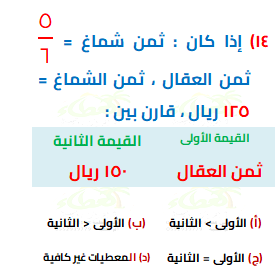 ١٤) إذا كان : ثمن شماغ = ٥/٦
ثمن العقال ، ثمن الشماغ =
١٢٥ ريال ، قارن بين :
القيمة الأولى القيمة الثانية
ثمن العقال ١٥٠ ريال
(أ) الأولى > الثانية (ب) الأولى < الثانية
(ج) الأولى = الثانية (د) المعطيات غير كافية